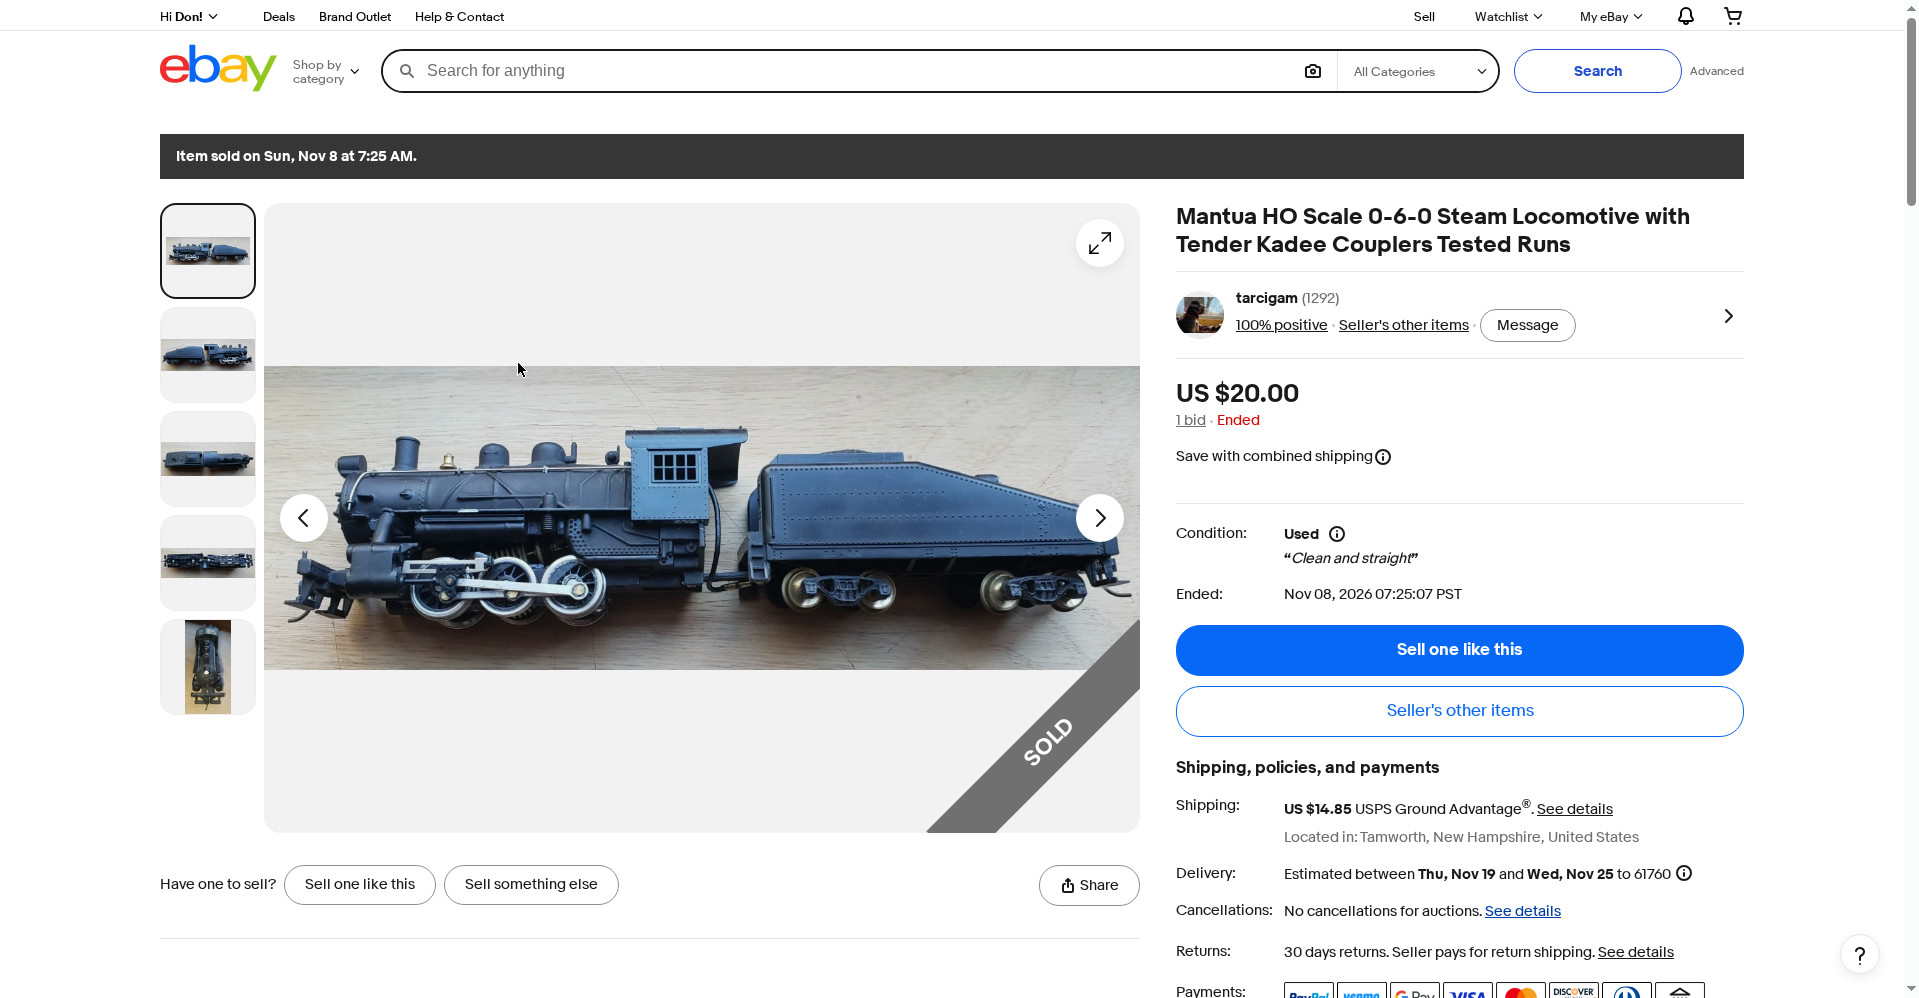 Hi Don!
Deals
Brand Outlet
Help & Contact
Sell
Watchlist
My eBay
ebay
Shop by
category
Search for anything
All Categories
Search
Advanced
Item sold on Sun, Nov 8 at 7:25 AM.
Mantua HO Scale 0-6-0 Steam Locomotive with
Tender Kadee Couplers Tested Runs
tarcigam (1292)
100% positive · Seller's other items · Message
US $20.00
1 bid · Ended
Save with combined shipping
Condition: Used
“Clean and straight”
Ended: Nov 08, 2026 07:25:07 PST
Sell one like this
Seller's other items
SOLD
Shipping, policies, and payments
Shipping: US $14.85 USPS Ground Advantage®. See details
Located in: Tamworth, New Hampshire, United States
Delivery: Estimated between Thu, Nov 19 and Wed, Nov 25 to 61760
Have one to sell? Sell one like this Sell something else
Share
Cancellations: No cancellations for auctions. See details
Returns: 30 days returns. Seller pays for return shipping. See details
?
Payments: PayPal venmo G Pay VISA DISCOVER